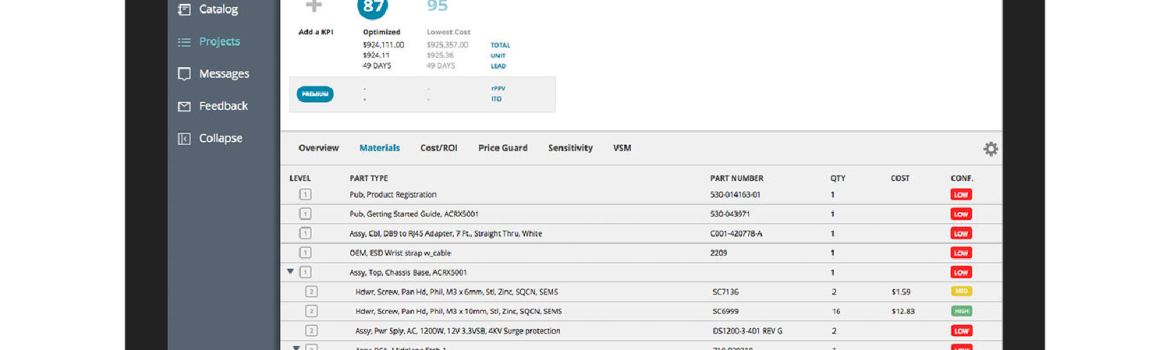 Catalog
Projects
Messages
Feedback
Collapse
87 95
Add a KPI Optimized Lowest Cost
$924,111.00 $925,357.00 TOTAL
$924.11 $925.36 UNIT
49 DAYS 49 DAYS LEAD
PREMIUM - - rPPV
- - ITO
Overview Materials Cost/ROI Price Guard Sensitivity VSM
LEVEL PART TYPE PART NUMBER QTY COST CONF.
1 Pub, Product Registration 530-014163-01 1 LOW
1 Pub, Getting Started Guide, ACRX5001 530-043971 1 LOW
1 Assy, Cbl, DB9 to RJ45 Adapter, 7 Ft., Straight Thru, White C001-420778-A 1 LOW
1 OEM, ESD Wrist strap w_cable 2209 1 LOW
1 Assy, Top, Chassis Base, ACRX5001 1 LOW
2 Hdwr, Screw, Pan Hd, Phil, M3 x 6mm, Stl, Zinc, SQCN, SEMS SC7136 2 $1.59 MID
2 Hdwr, Screw, Pan Hd, Phil, M3 x 10mm, Stl, Zinc, SQCN, SEMS SC6999 16 $12.83 HIGH
2 Assy, Pwr Sply, AC, 1200W, 12V 3.3VSB, 4KV Surge protection DS1200-3-401 REV G 2 LOW